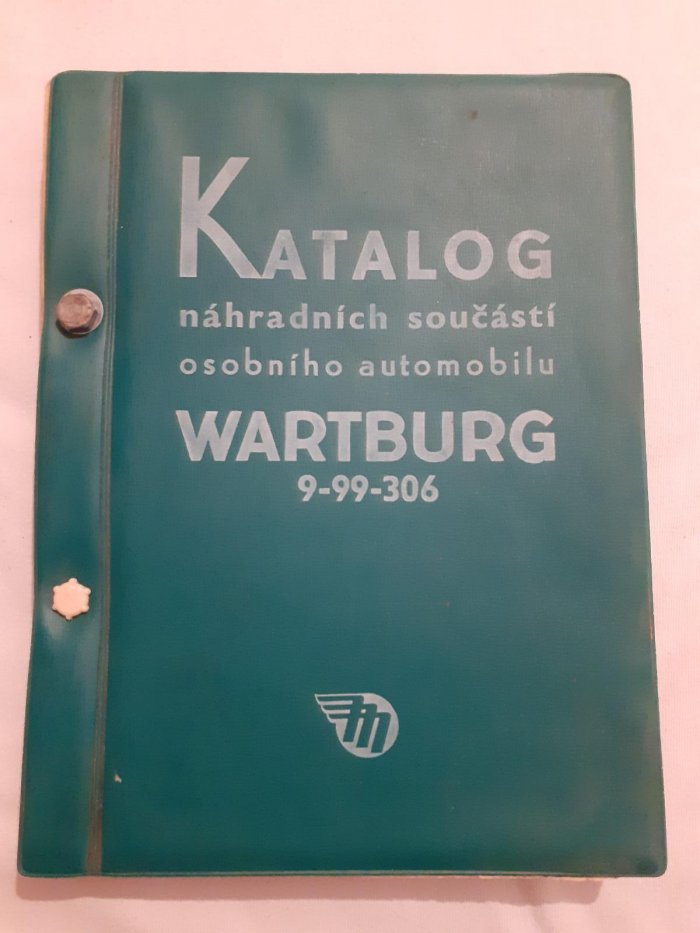 KATALOG
náhradních součástí
osobního automobilu
WARTBURG
9-99-306
m